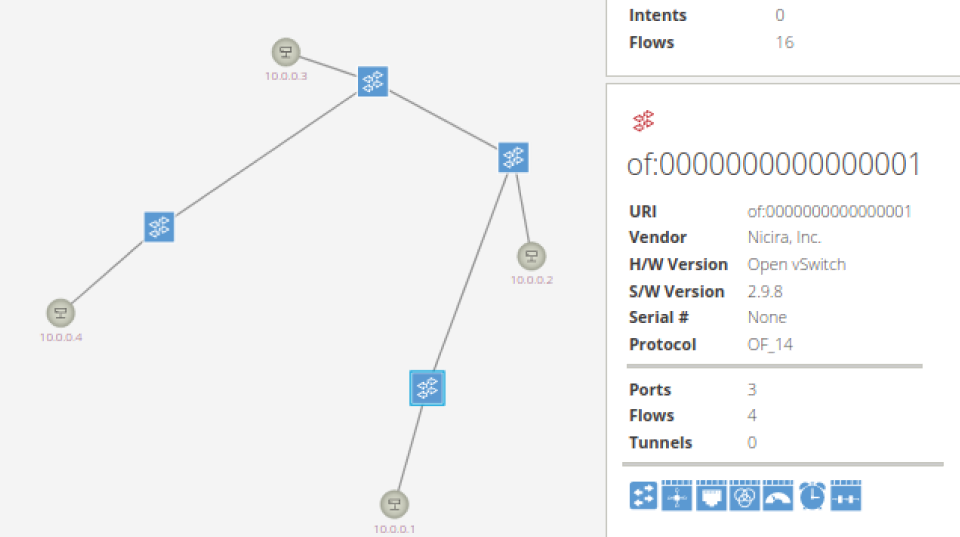 Intents 0
Flows 16
10.0.0.3
10.0.0.2
10.0.0.4
10.0.0.1
of:0000000000000001
URI of:0000000000000001
Vendor Nicira, Inc.
H/W Version Open vSwitch
S/W Version 2.9.8
Serial # None
Protocol OF_14
Ports 3
Flows 4
Tunnels 0